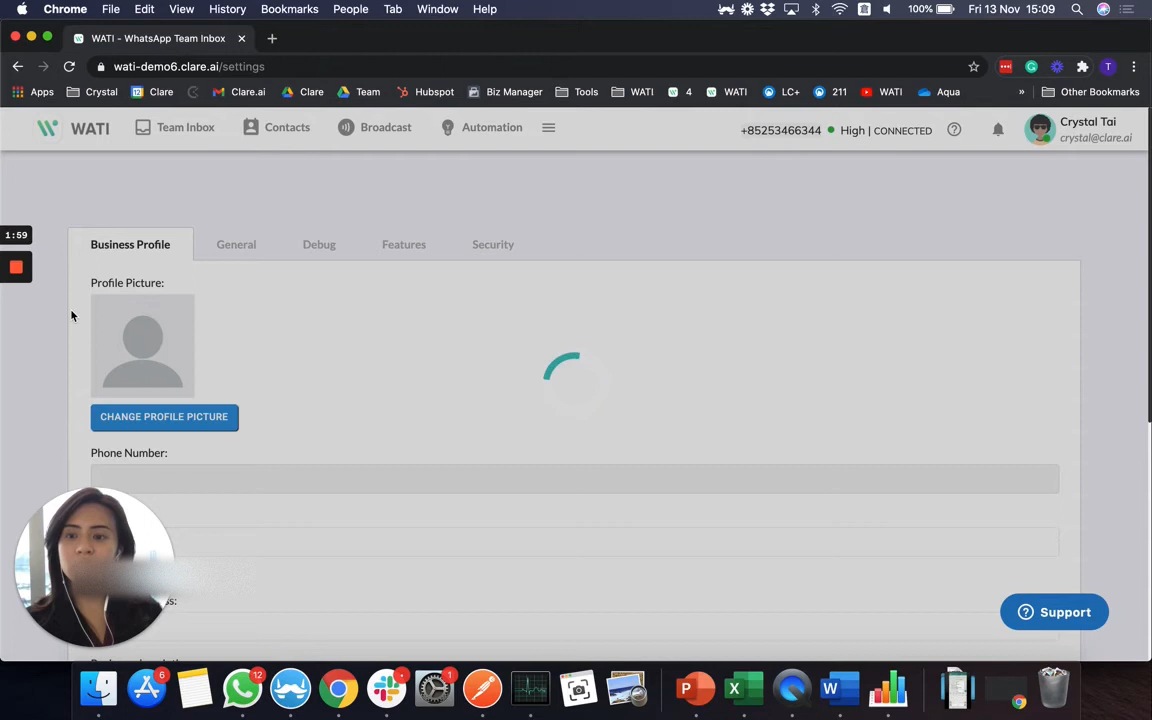 Chrome File Edit View History Bookmarks People Tab Window Help 100% Fri 13 Nov 15:09
WATI - WhatsApp Team Inbox
wati-demo6.clare.ai/settings
Apps Crystal Clare Clare.ai Clare Team Hubspot Biz Manager Tools WATI 4 WATI LC+ 211 WATI Aqua » Other Bookmarks
WATI Team Inbox Contacts Broadcast Automation +85253466344 High | CONNECTED Crystal Tai
crystal@clare.ai
1:59
Business Profile General Debug Features Security
Profile Picture:
CHANGE PROFILE PICTURE
Phone Number:
Support
6 12 1